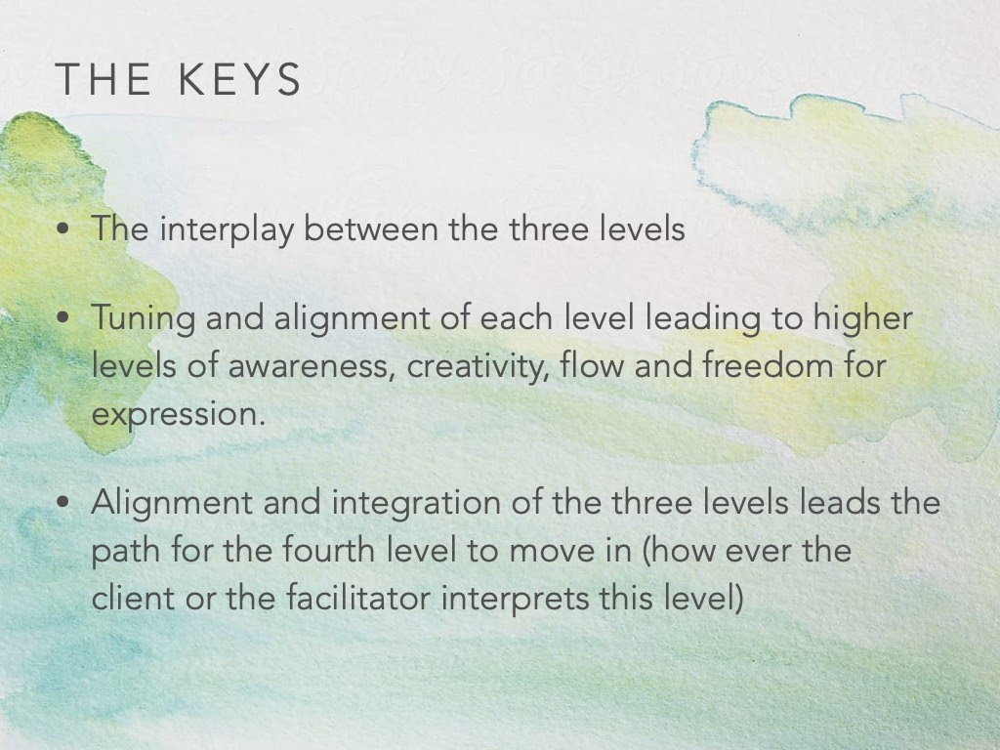 THE KEYS
• The interplay between the three levels
• Tuning and alignment of each level leading to higher
levels of awareness, creativity, flow and freedom for
expression.
• Alignment and integration of the three levels leads the
path for the fourth level to move in (how ever the
client or the facilitator interprets this level)